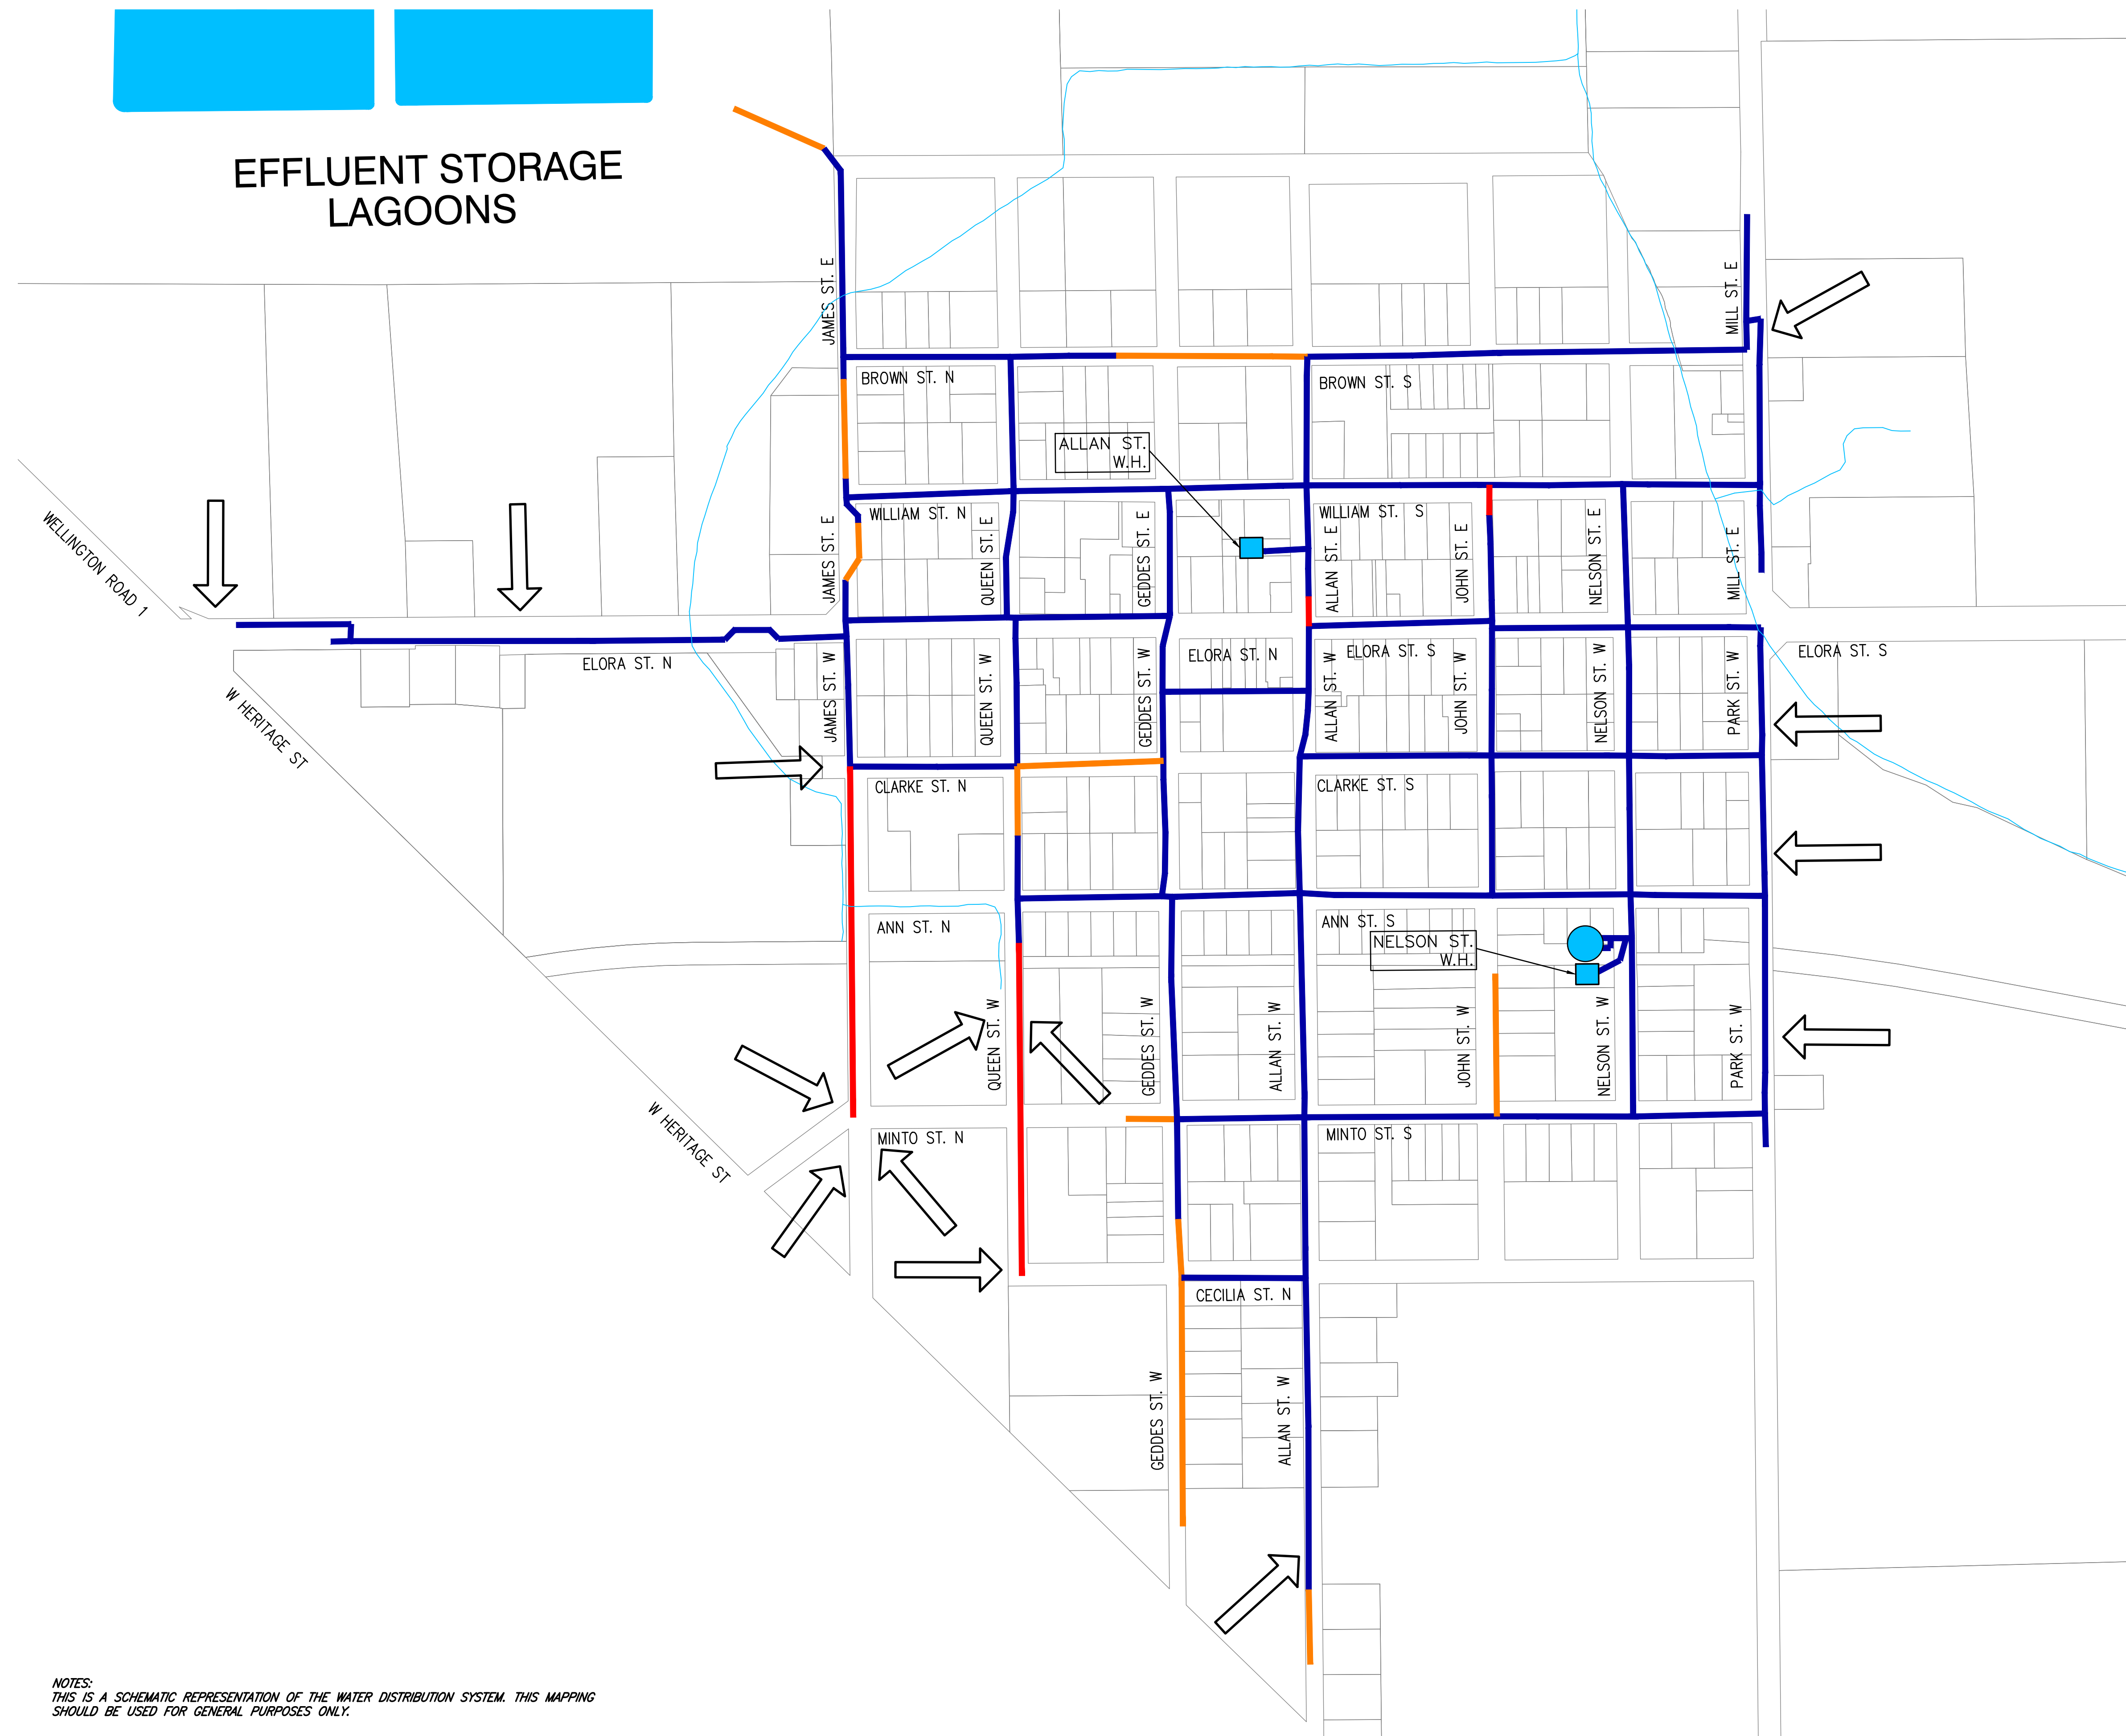 EFFLUENT STORAGE
LAGOONS
JAMES ST. E
MILL ST. E
BROWN ST. N
BROWN ST. S
ALLAN ST.
W.H.
WELLINGTON ROAD 1
JAMES ST. E
WILLIAM ST. N
QUEEN ST. E
GEDDES ST. E
WILLIAM ST. S
ALLAN ST. E
JOHN ST. E
NELSON ST. E
MILL ST. E
ELORA ST. N
W HERITAGE ST
JAMES ST. W
QUEEN ST. W
GEDDES ST. W
ELORA ST. N
ALLAN ST. W
ELORA ST. S
JOHN ST. W
NELSON ST. W
PARK ST. W
ELORA ST. S
CLARKE ST. N
CLARKE ST. S
ANN ST. N
ANN ST. S
NELSON ST.
W.H.
QUEEN ST. W
GEDDES ST. W
ALLAN ST. W
JOHN ST. W
NELSON ST. W
PARK ST. W
W HERITAGE ST
MINTO ST. N
MINTO ST. S
CECILIA ST. N
GEDDES ST. W
ALLAN ST. W
NOTES:
THIS IS A SCHEMATIC REPRESENTATION OF THE WATER DISTRIBUTION SYSTEM. THIS MAPPING
SHOULD BE USED FOR GENERAL PURPOSES ONLY.